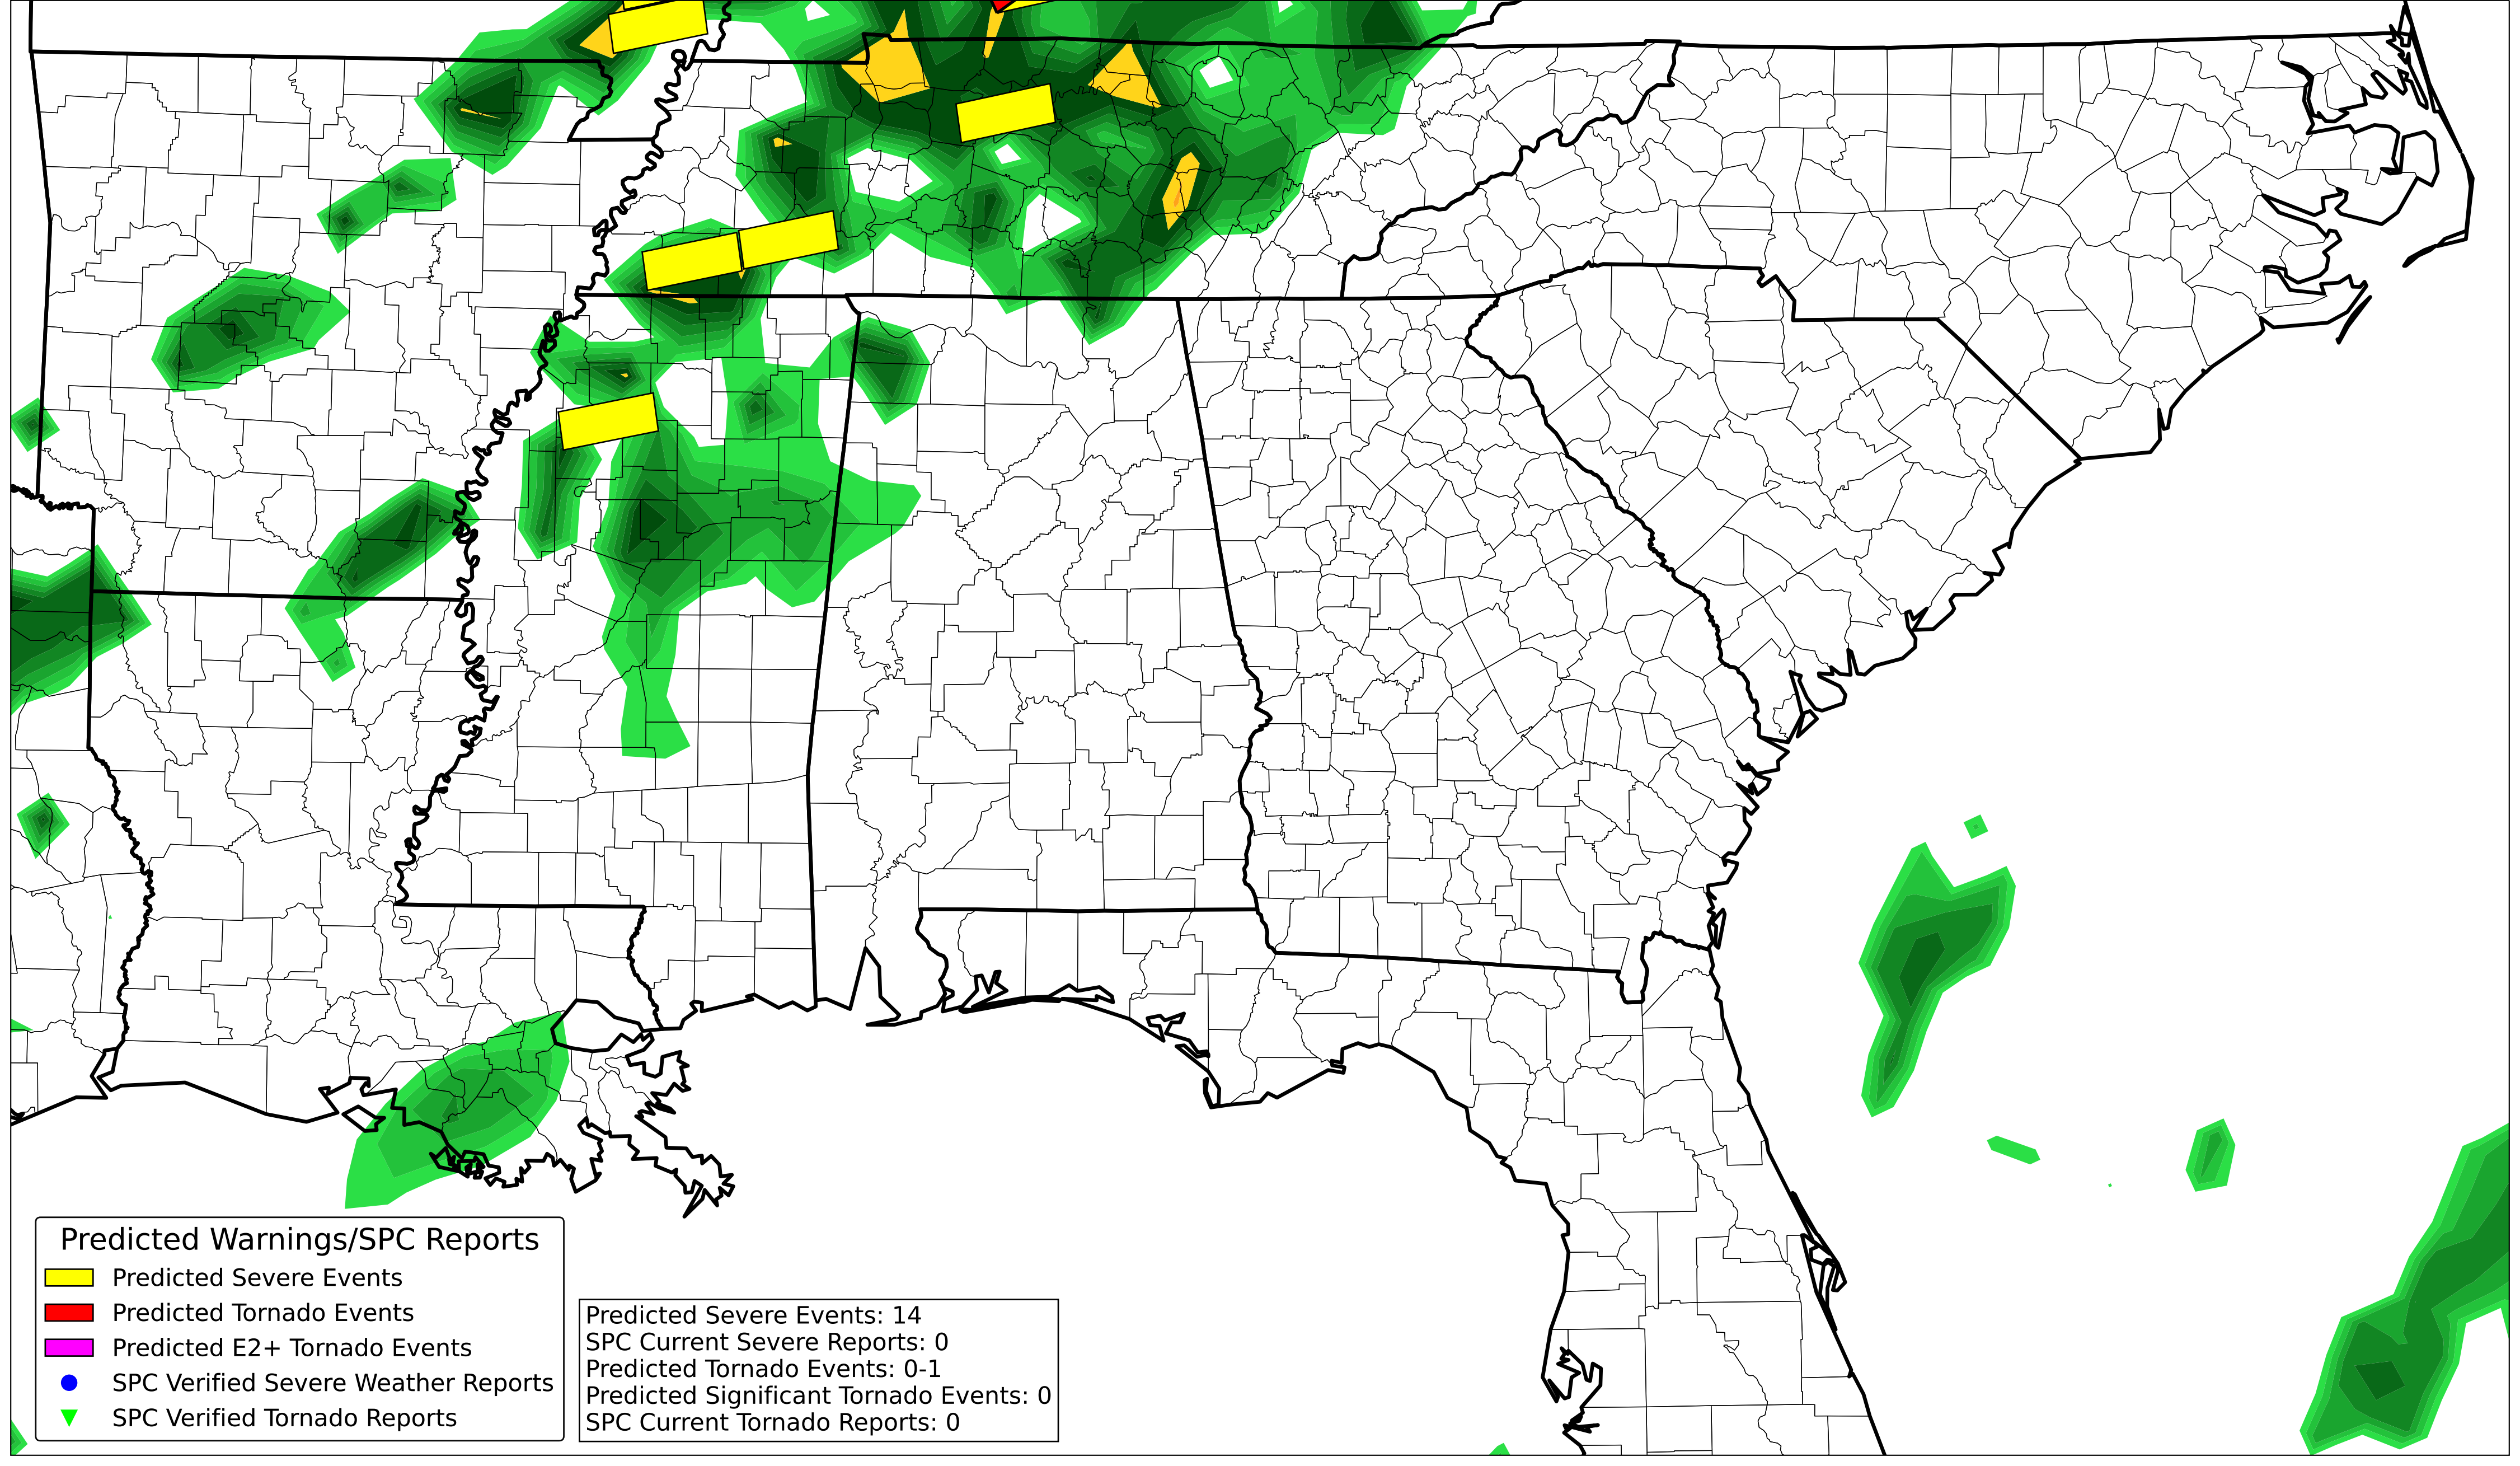 Predicted Warnings/SPC Reports
Predicted Severe Events
Predicted Tornado Events
Predicted E2+ Tornado Events
SPC Verified Severe Weather Reports
SPC Verified Tornado Reports
Predicted Severe Events: 14
SPC Current Severe Reports: 0
Predicted Tornado Events: 0-1
Predicted Significant Tornado Events: 0
SPC Current Tornado Reports: 0